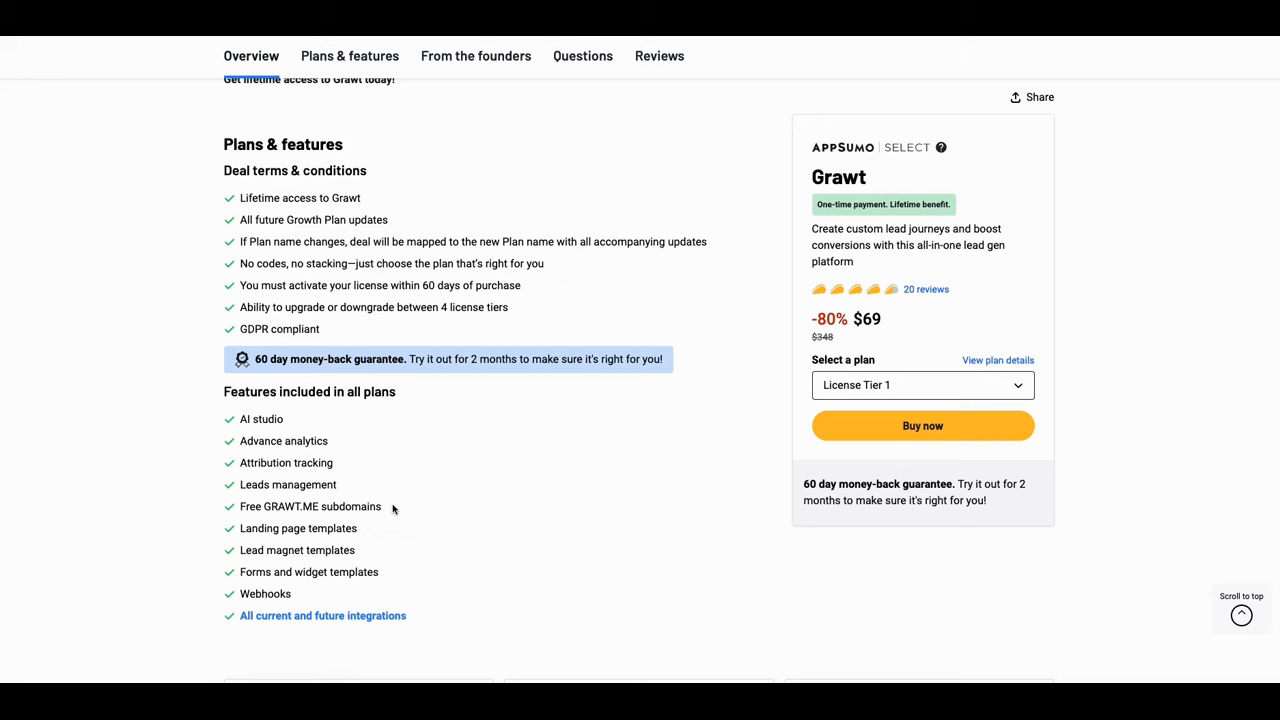 Overview Plans & features From the founders Questions Reviews
Get lifetime access to Grawt today!
Share
Plans & features
Deal terms & conditions
Lifetime access to Grawt
All future Growth Plan updates
If Plan name changes, deal will be mapped to the new Plan name with all accompanying updates
No codes, no stacking—just choose the plan that's right for you
You must activate your license within 60 days of purchase
Ability to upgrade or downgrade between 4 license tiers
GDPR compliant
60 day money-back guarantee. Try it out for 2 months to make sure it's right for you!
Features included in all plans
AI studio
Advance analytics
Attribution tracking
Leads management
Free GRAWT.ME subdomains
Landing page templates
Lead magnet templates
Forms and widget templates
Webhooks
All current and future integrations
APPSUMO | SELECT ?
Grawt
One-time payment. Lifetime benefit.
Create custom lead journeys and boost
conversions with this all-in-one lead gen
platform
20 reviews
-80% $69
$348
Select a plan View plan details
License Tier 1
Buy now
60 day money-back guarantee. Try it out for 2
months to make sure it's right for you!
Scroll to top